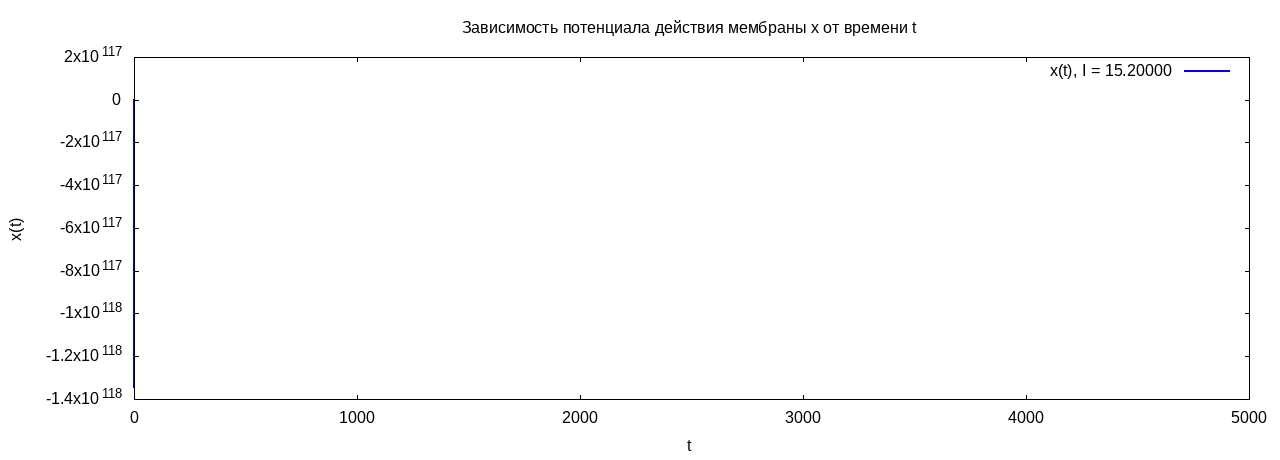 Зависимость потенциала действия мембраны x от времени t
2x10^117
x(t), I = 15.20000
0
-2x10^117
-4x10^117
-6x10^117
x(t)
-8x10^117
-1x10^118
-1.2x10^118
-1.4x10^118
0 1000 2000 3000 4000 5000
t